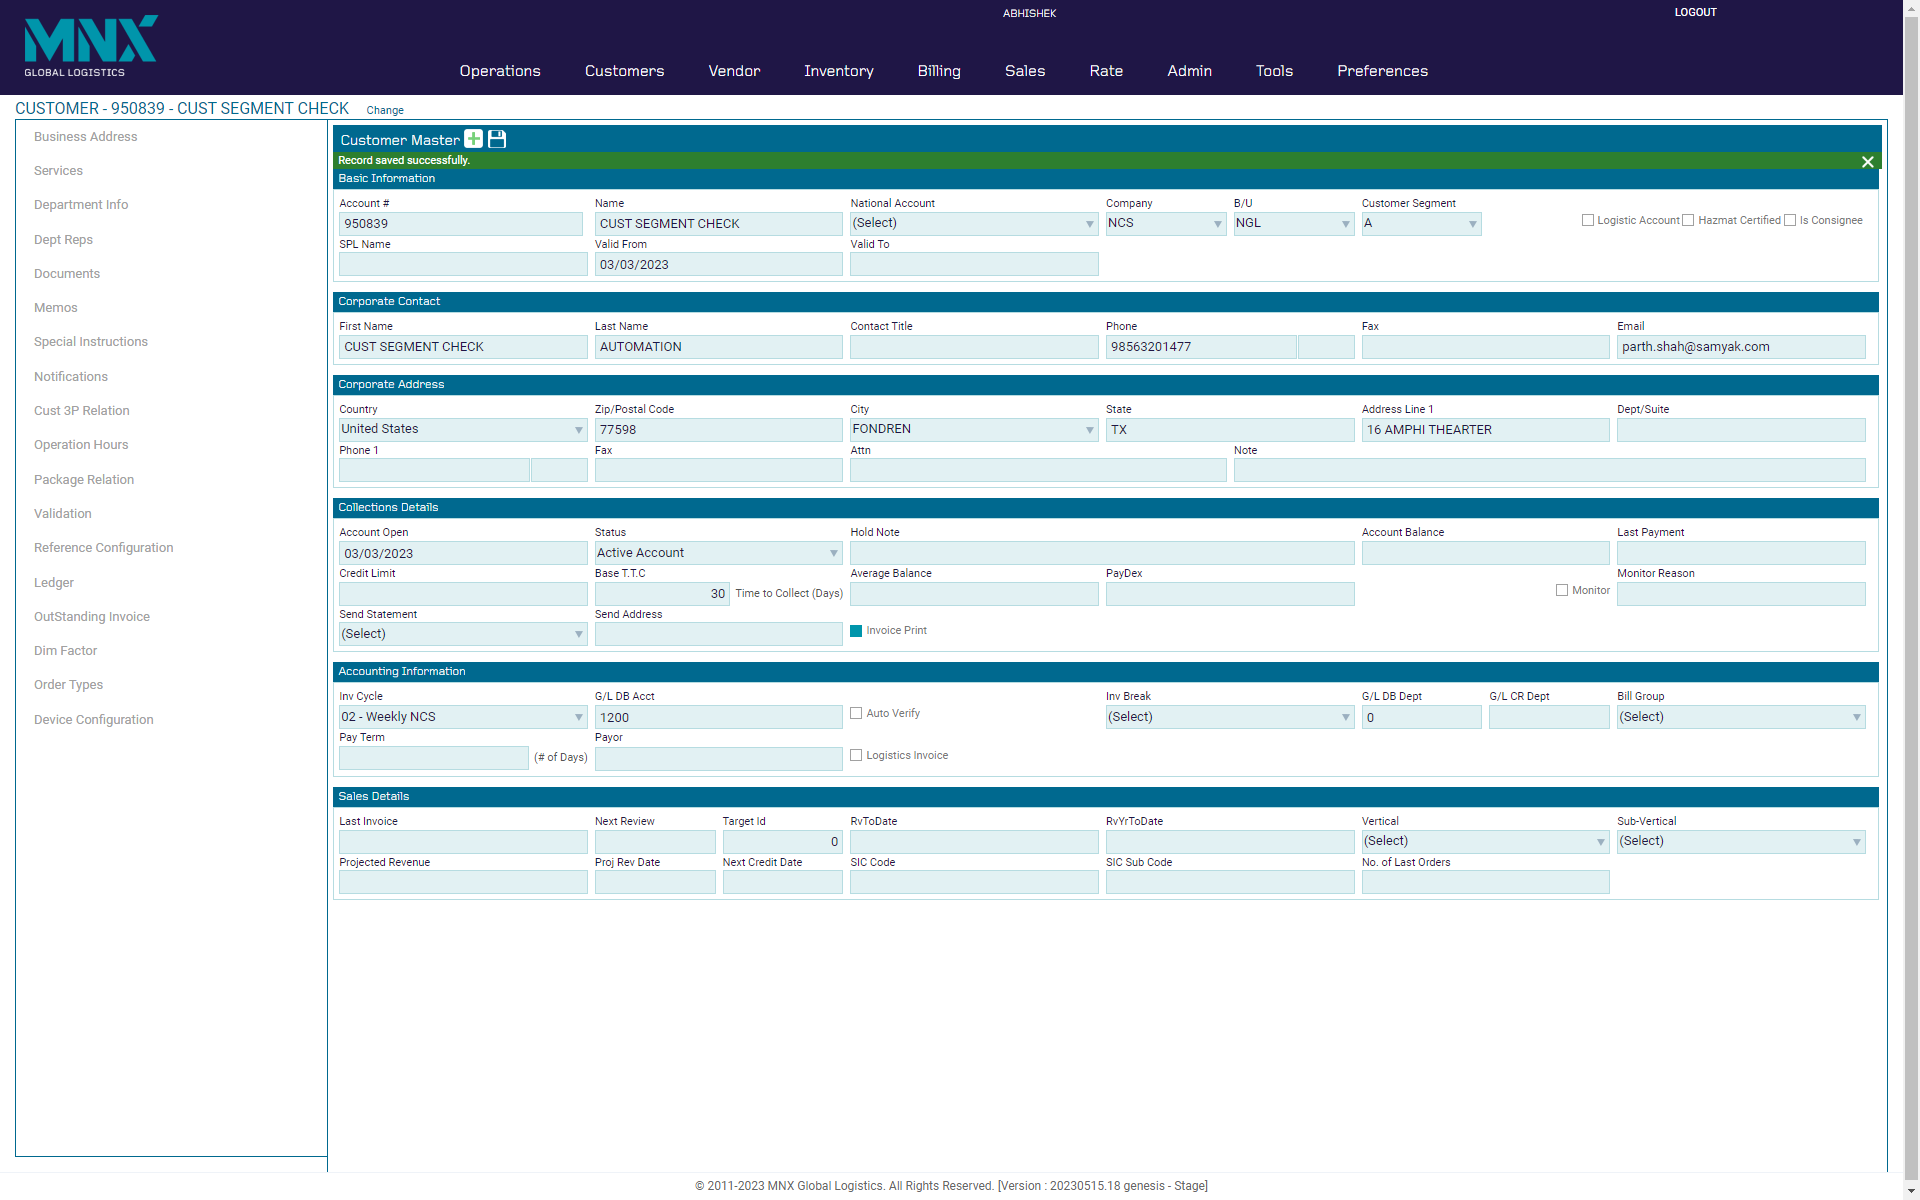 MNX
GLOBAL LOGISTICS
ABHISHEK
LOGOUT
Operations Customers Vendor Inventory Billing Sales Rate Admin Tools Preferences
CUSTOMER - 950839 - CUST SEGMENT CHECK Change
Business Address
Services
Department Info
Dept Reps
Documents
Memos
Special Instructions
Notifications
Cust 3P Relation
Operation Hours
Package Relation
Validation
Reference Configuration
Ledger
OutStanding Invoice
Dim Factor
Order Types
Device Configuration
Customer Master
Record saved successfully.
Basic Information
Account # Name National Account Company B/U Customer Segment
950839 CUST SEGMENT CHECK (Select) NCS NGL A Logistic Account Hazmat Certified Is Consignee
SPL Name Valid From Valid To
03/03/2023
Corporate Contact
First Name Last Name Contact Title Phone Fax Email
CUST SEGMENT CHECK AUTOMATION 98563201477 parth.shah@samyak.com
Corporate Address
Country Zip/Postal Code City State Address Line 1 Dept/Suite
United States 77598 FONDREN TX 16 AMPHI THEARTER
Phone 1 Fax Attn Note
Collections Details
Account Open Status Hold Note Account Balance Last Payment
03/03/2023 Active Account
Credit Limit Base T.T.C Average Balance PayDex Monitor Reason
30 Time to Collect (Days) Monitor
Send Statement Send Address
(Select) Invoice Print
Accounting Information
Inv Cycle G/L DB Acct Inv Break G/L DB Dept G/L CR Dept Bill Group
02 - Weekly NCS 1200 Auto Verify (Select) 0 (Select)
Pay Term Payor
(# of Days) Logistics Invoice
Sales Details
Last Invoice Next Review Target Id RvToDate RvYrToDate Vertical Sub-Vertical
0 (Select) (Select)
Projected Revenue Proj Rev Date Next Credit Date SIC Code SIC Sub Code No. of Last Orders
© 2011-2023 MNX Global Logistics. All Rights Reserved. [Version : 20230515.18 genesis - Stage]